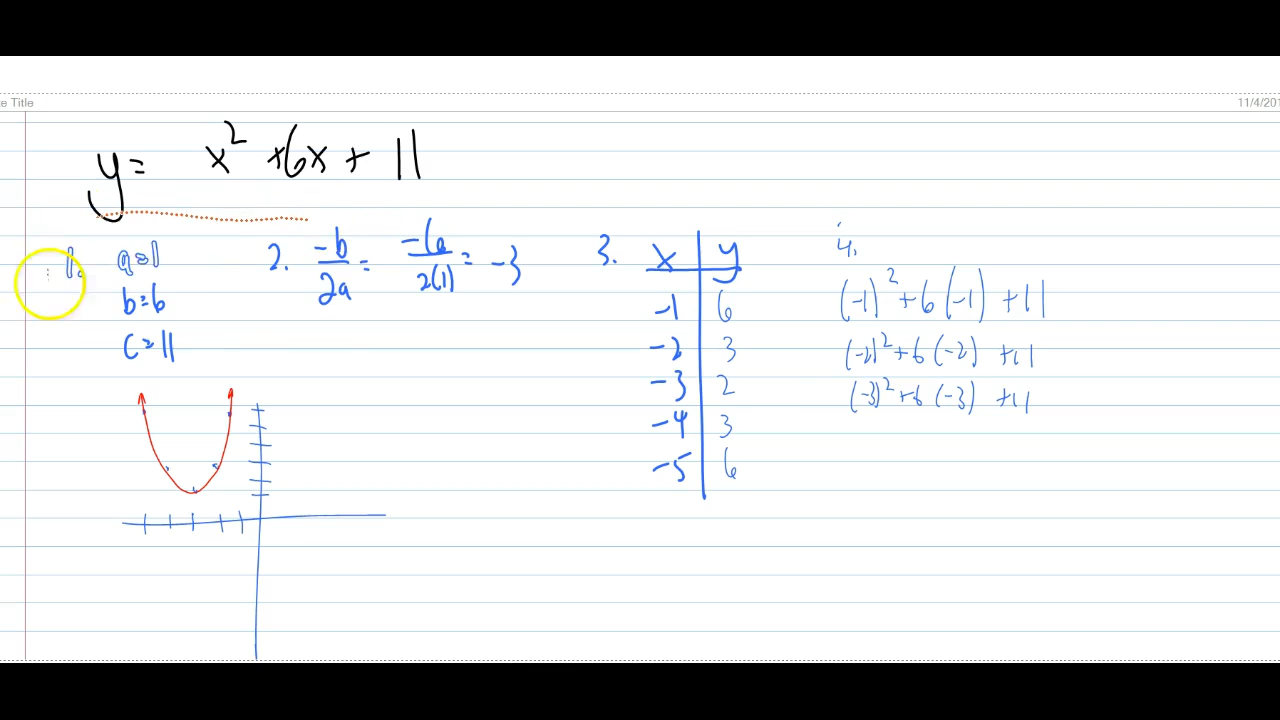 te Title
11/4/201
y= x² +6x + 11
1. a=1
b=6
c=11
2. -b/2a = -6/2(1) = -3
3. x | y
-1 | 6
-2 | 3
-3 | 2
-4 | 3
-5 | 6
4.
(-1)² + 6(-1) + 11
(-2)² + 6(-2) + 11
(-3)² + 6(-3) + 11